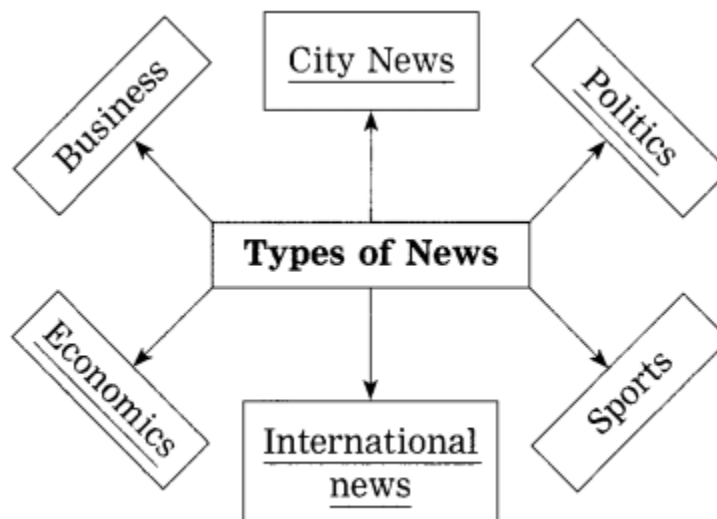 City News
Business
Politics
Types of News
Economics
Sports
International
news